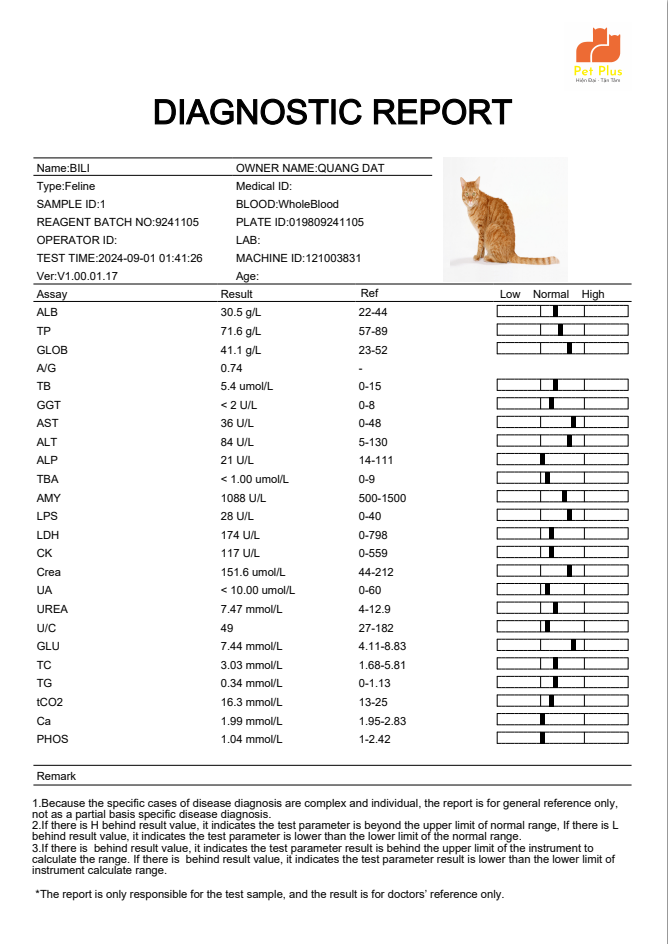 Pet Plus
Hiện Đại - Tận Tâm
DIAGNOSTIC REPORT
Name:BILI OWNER NAME:QUANG DAT
Type:Feline Medical ID:
SAMPLE ID:1 BLOOD:WholeBlood
REAGENT BATCH NO:9241105 PLATE ID:019809241105
OPERATOR ID: LAB:
TEST TIME:2024-09-01 01:41:26 MACHINE ID:121003831
Ver:V1.00.01.17 Age:
Assay Result Ref Low Normal High
ALB 30.5 g/L 22-44
TP 71.6 g/L 57-89
GLOB 41.1 g/L 23-52
A/G 0.74 -
TB 5.4 umol/L 0-15
GGT < 2 U/L 0-8
AST 36 U/L 0-48
ALT 84 U/L 5-130
ALP 21 U/L 14-111
TBA < 1.00 umol/L 0-9
AMY 1088 U/L 500-1500
LPS 28 U/L 0-40
LDH 174 U/L 0-798
CK 117 U/L 0-559
Crea 151.6 umol/L 44-212
UA < 10.00 umol/L 0-60
UREA 7.47 mmol/L 4-12.9
U/C 49 27-182
GLU 7.44 mmol/L 4.11-8.83
TC 3.03 mmol/L 1.68-5.81
TG 0.34 mmol/L 0-1.13
tCO2 16.3 mmol/L 13-25
Ca 1.99 mmol/L 1.95-2.83
PHOS 1.04 mmol/L 1-2.42
Remark
1.Because the specific cases of disease diagnosis are complex and individual, the report is for general reference only,
not as a partial basis specific disease diagnosis.
2.If there is H behind result value, it indicates the test parameter is beyond the upper limit of normal range, If there is L
behind result value, it indicates the test parameter is lower than the lower limit of the normal range.
3.If there is behind result value, it indicates the test parameter result is behind the upper limit of the instrument to
calculate the range. If there is behind result value, it indicates the test parameter result is lower than the lower limit of
instrument calculate range.
*The report is only responsible for the test sample, and the result is for doctors' reference only.